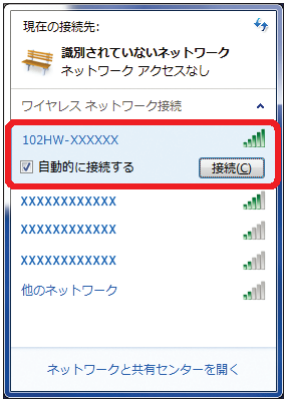 現在の接続先:
識別されていないネットワーク
ネットワーク アクセスなし
ワイヤレス ネットワーク接続
102HW-XXXXXX
自動的に接続する 接続(C)
XXXXXXXXXXXX
XXXXXXXXXXXX
XXXXXXXXXXXX
他のネットワーク
ネットワークと共有センターを開く